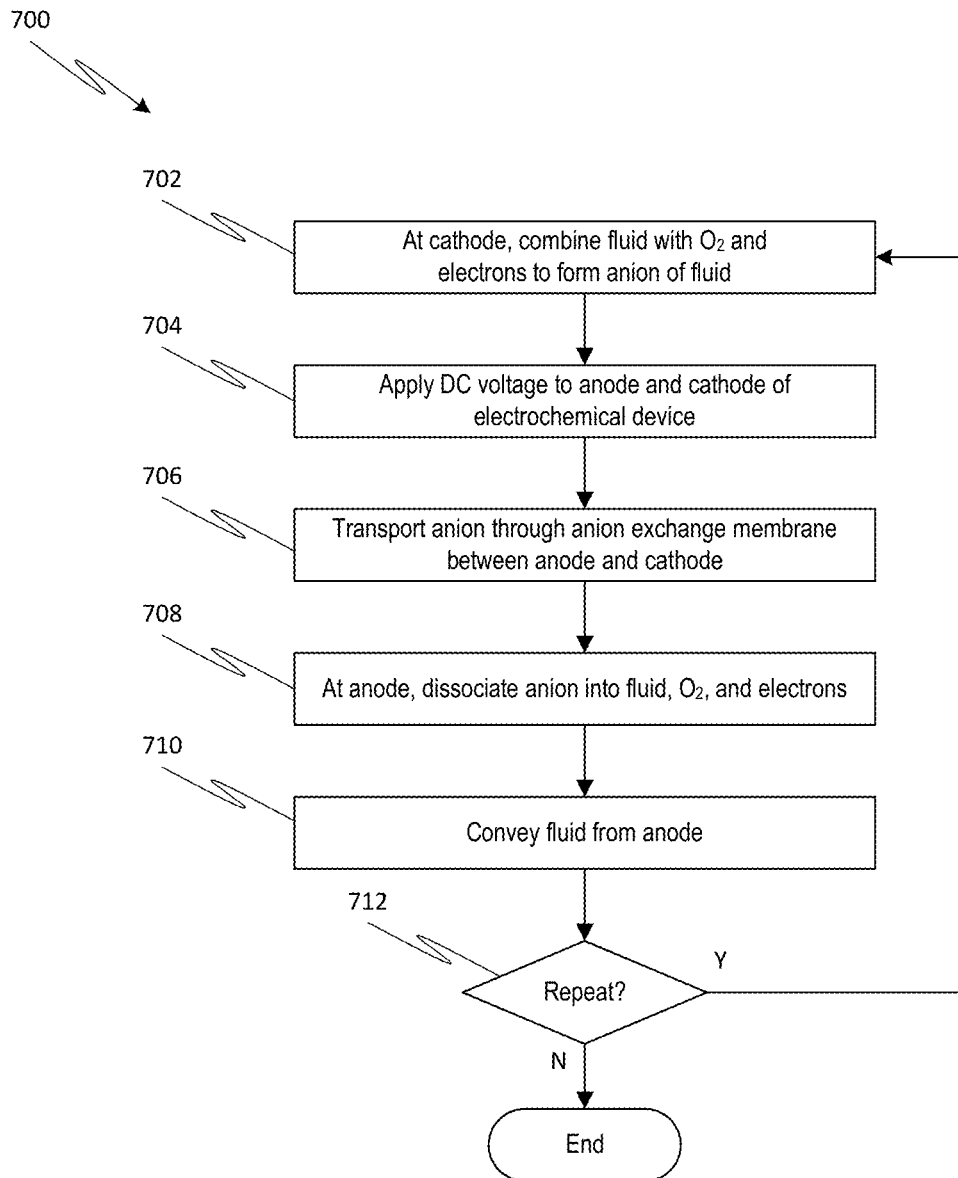 700
702
At cathode, combine fluid with O₂ and
electrons to form anion of fluid
704
Apply DC voltage to anode and cathode of
electrochemical device
706
Transport anion through anion exchange membrane
between anode and cathode
708
At anode, dissociate anion into fluid, O₂, and electrons
710
Convey fluid from anode
712
Repeat?
Y
N
End